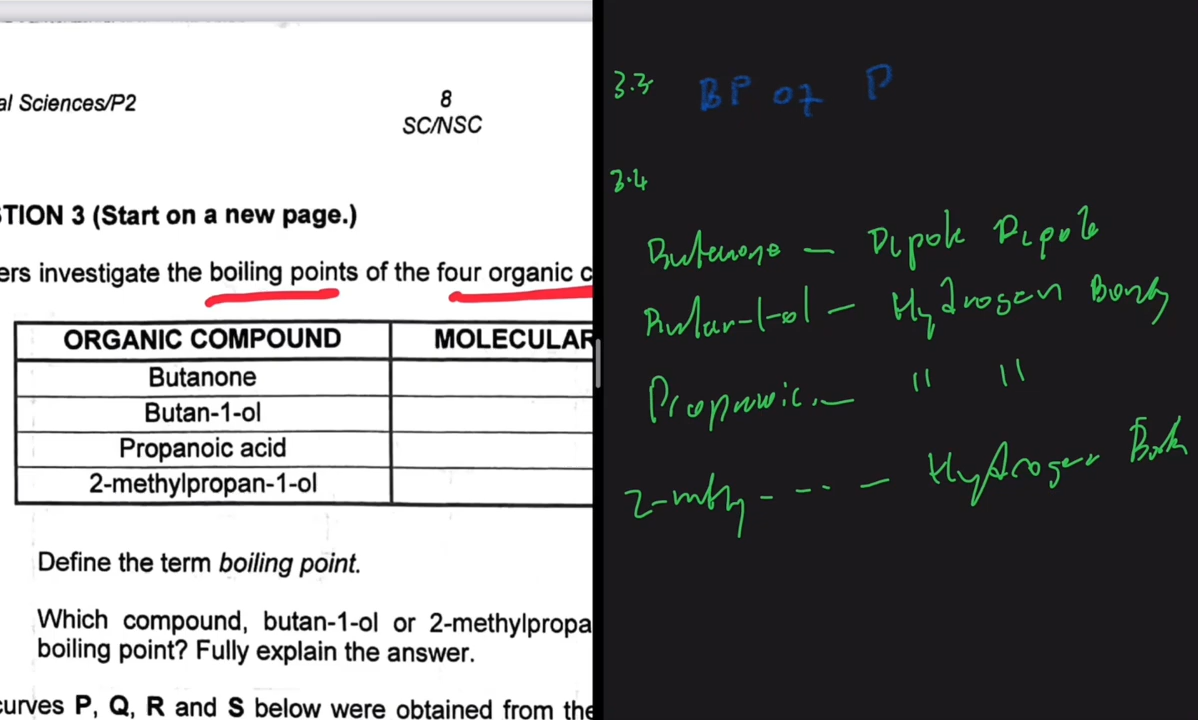 al Sciences/P2
8
SC/NSC
STION 3 (Start on a new page.)
ers investigate the boiling points of the four organic c
ORGANIC COMPOUND MOLECULAR
Butanone
Butan-1-ol
Propanoic acid
2-methylpropan-1-ol
Define the term boiling point.
Which compound, butan-1-ol or 2-methylpropa
boiling point? Fully explain the answer.
curves P, Q, R and S below were obtained from the
3.3 BP of P
3.4
Butanone — Dipole Dipole
Butan-1-ol — Hydrogen Bonds
Propanoic. — " "
2-mthy - - -- — Hydrogen Bonds